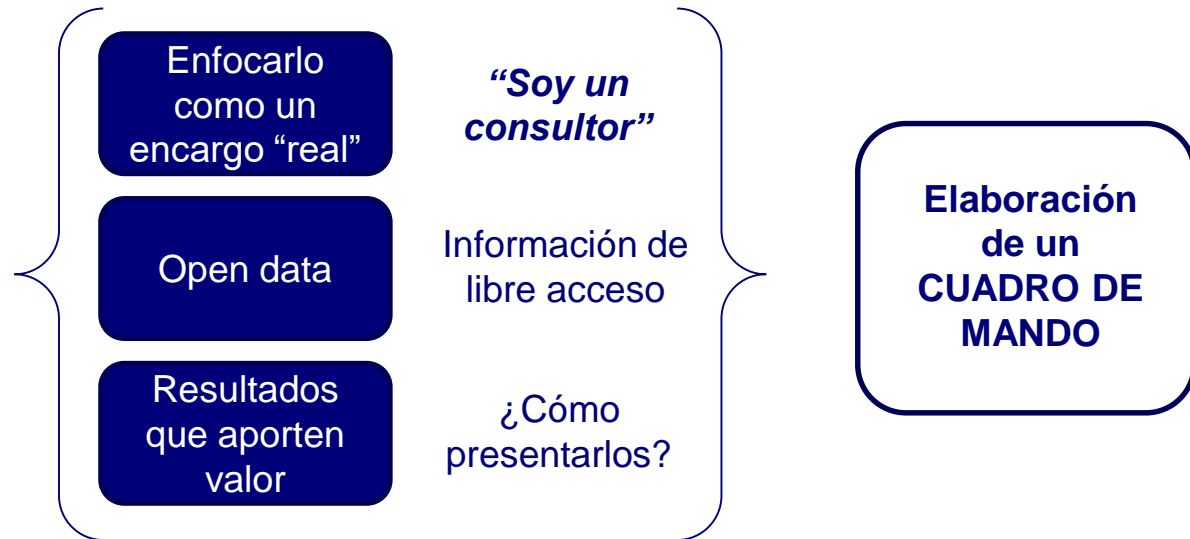 Enfocarlo
como un
encargo “real”
“Soy un
consultor”
Open data
Información de
libre acceso
Resultados
que aporten
valor
¿Cómo
presentarlos?
Elaboración
de un
CUADRO DE
MANDO